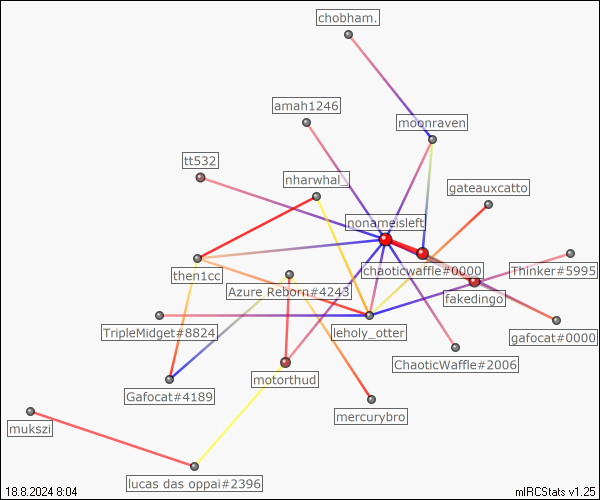 chobham.
amah1246
moonraven
tt532
nharwhal_
gateauxcatto
nonameisleft
then1cc
chaoticwaffle#0000
Thinker#5995
Azure Reborn#4243
fakedingo
TripleMidget#8824
leholy_otter
gafocat#0000
ChaoticWaffle#2006
motorthud
Gafocat#4189
mercurybro
mukszi
lucas das oppai#2396
18.8.2024 8:04
mIRCStats v1.25